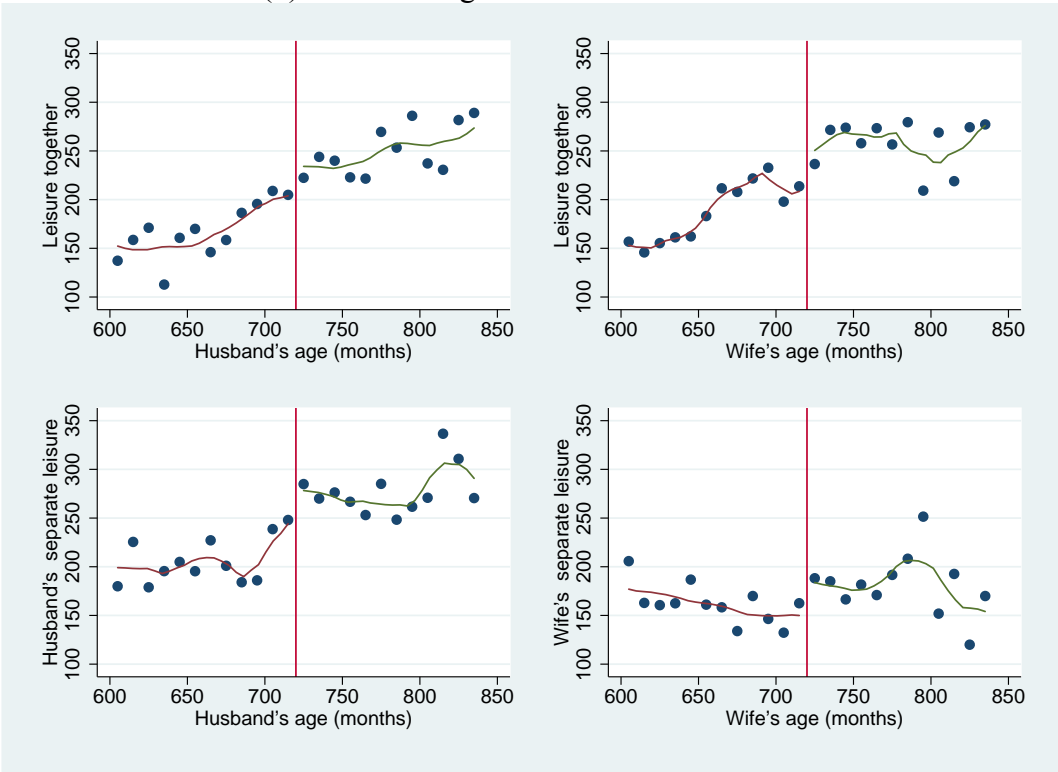 Leisure together
100 150 200 250 300 350
600 650 700 750 800 850
Husband's age (months)
Leisure together
100 150 200 250 300 350
600 650 700 750 800 850
Wife's age (months)
Husband's separate leisure
100 150 200 250 300 350
600 650 700 750 800 850
Husband's age (months)
Wife's separate leisure
100 150 200 250 300 350
600 650 700 750 800 850
Wife's age (months)